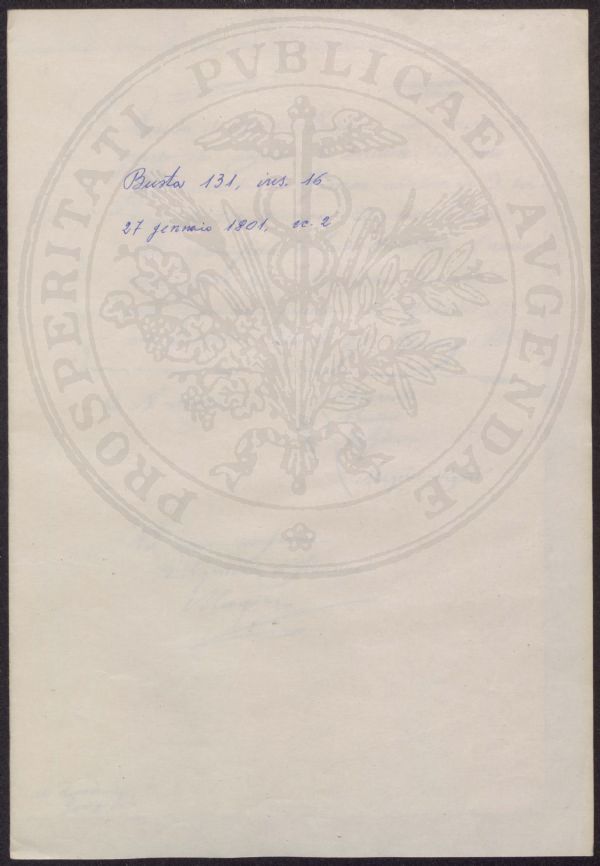 PROSPERITATI PVBLICAE AVGENDAE
Busta 131, ins. 16
27 gennaio 1801, cc. 2